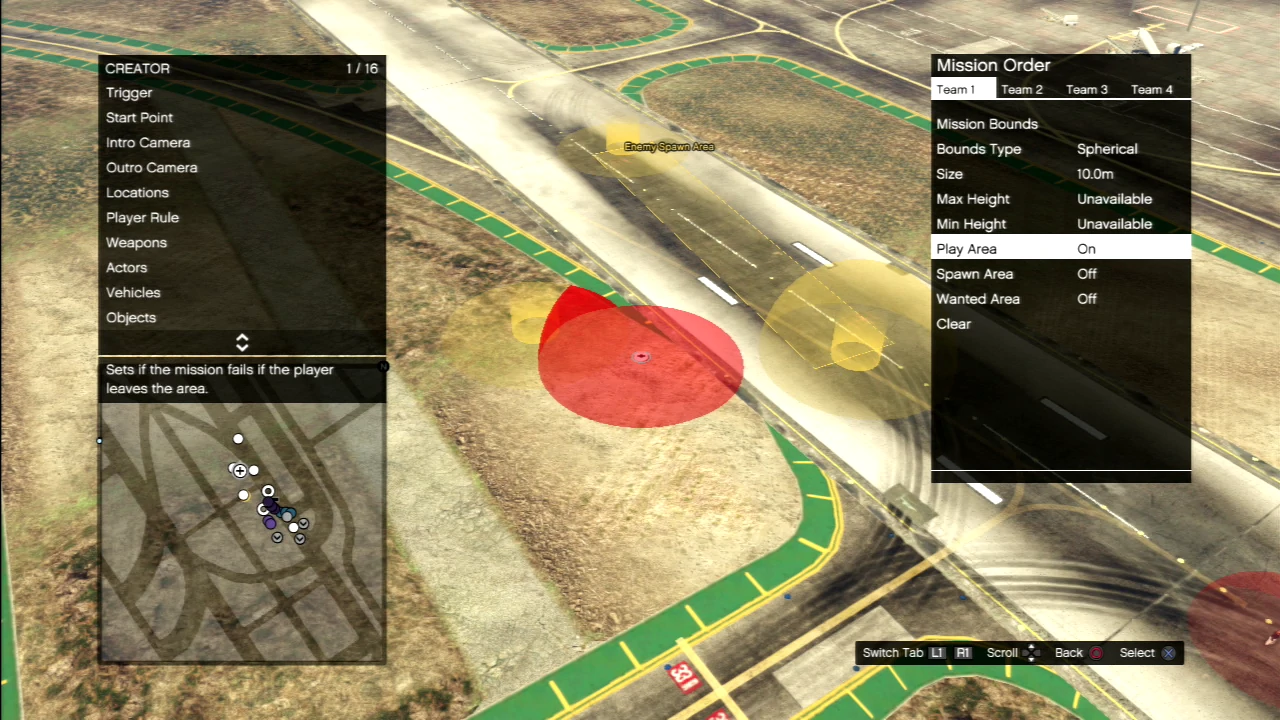 CREATOR 1 / 16
Trigger
Start Point
Intro Camera
Outro Camera
Locations
Player Rule
Weapons
Actors
Vehicles
Objects
Sets if the mission fails if the player
leaves the area.
N
Enemy Spawn Area
Mission Order
Team 1 Team 2 Team 3 Team 4
Mission Bounds
Bounds Type Spherical
Size 10.0m
Max Height Unavailable
Min Height Unavailable
Play Area On
Spawn Area Off
Wanted Area Off
Clear
Switch Tab L1 R1 Scroll Back Select
33